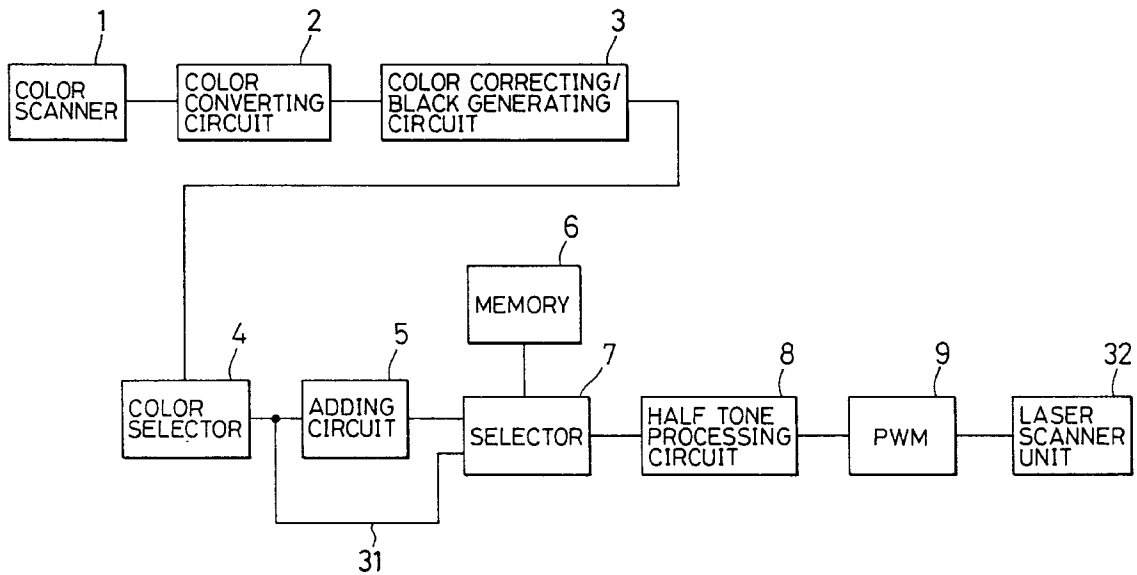 1
COLOR
SCANNER
2
COLOR
CONVERTING
CIRCUIT
3
COLOR CORRECTING/
BLACK GENERATING
CIRCUIT
4
COLOR
SELECTOR
5
ADDING
CIRCUIT
31
6
MEMORY
7
SELECTOR
8
HALF TONE
PROCESSING
CIRCUIT
9
PWM
32
LASER
SCANNER
UNIT